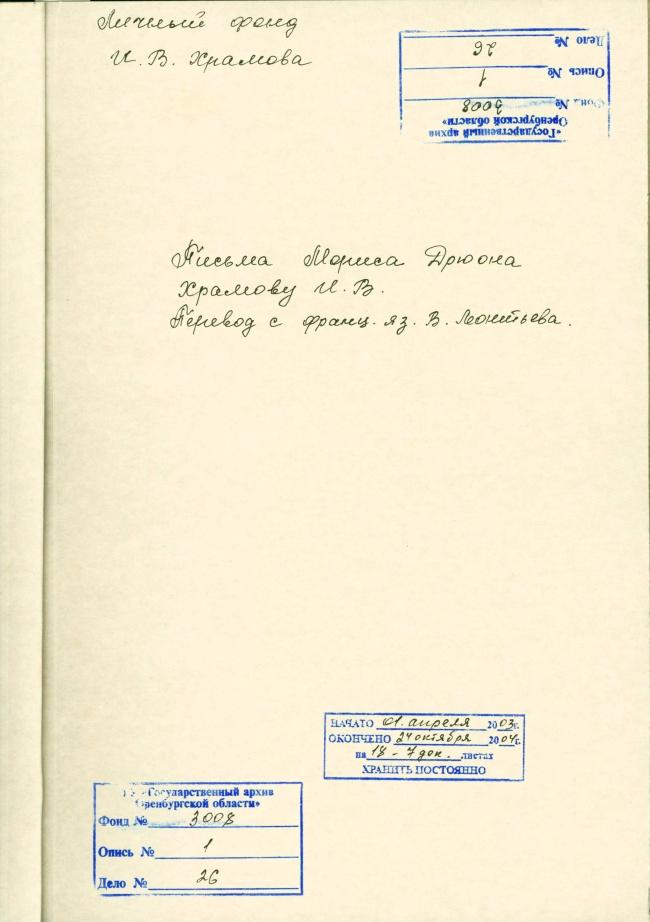 Личный фонд
И. В. Храмова
«Государственный архив
Оренбургской области»
Фонд № 3008
Опись № 1
Дело № 26
Письма Мориса Дрюона
Храмову И. В.
Перевод с франц. яз. В. Леонтьева.
НАЧАТО 01. апреля 2003г.
ОКОНЧЕНО 24 октября 2004г.
на 18 - 7 док. листах
ХРАНИТЬ ПОСТОЯННО
«Государственный архив
Оренбургской области»
Фонд № 3008
Опись № 1
Дело № 26